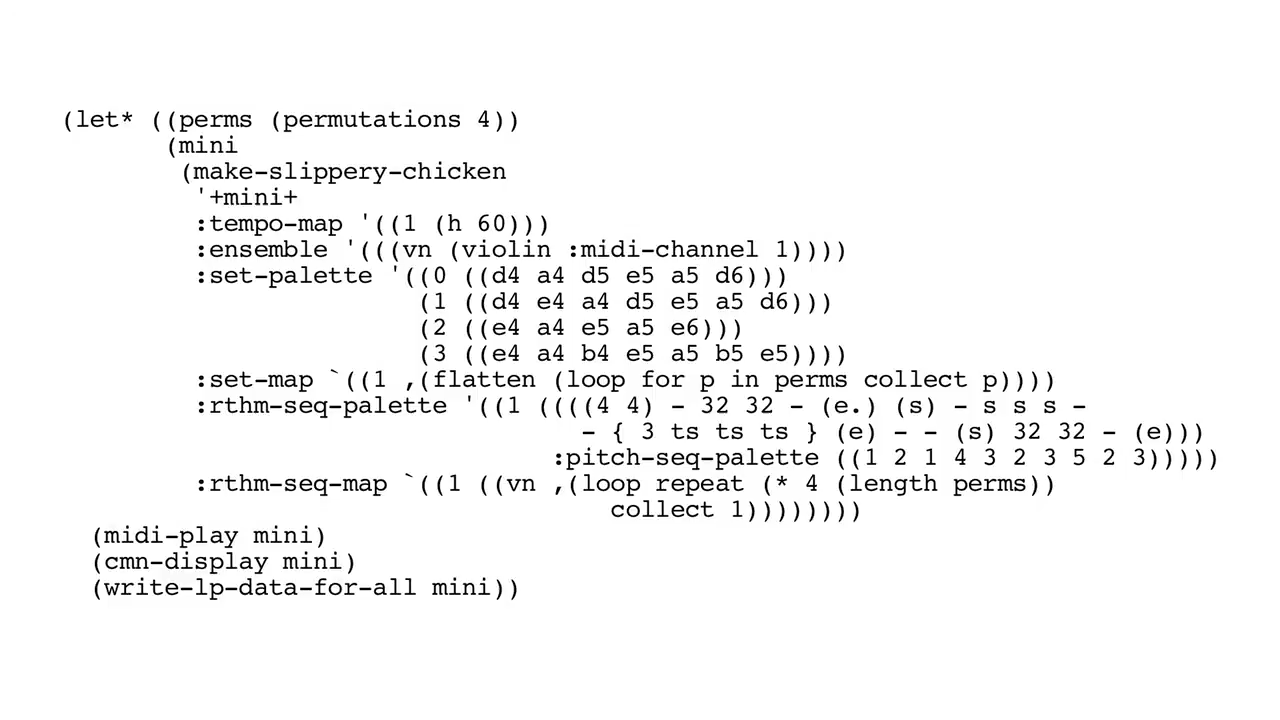 (let* ((perms (permutations 4))
       (mini
        (make-slippery-chicken
         '+mini+
         :tempo-map '((1 (h 60)))
         :ensemble '(((vn (violin :midi-channel 1))))
         :set-palette '((0 ((d4 a4 d5 e5 a5 d6)))
                        (1 ((d4 e4 a4 d5 e5 a5 d6)))
                        (2 ((e4 a4 e5 a5 e6)))
                        (3 ((e4 a4 b4 e5 a5 b5 e5))))
         :set-map `((1 ,(flatten (loop for p in perms collect p))))
         :rthm-seq-palette '((1 ((((4 4) - 32 32 - (e.) (s) - s s s -
                                   - { 3 ts ts ts } (e) - - (s) 32 32 - (e)))
                                 :pitch-seq-palette ((1 2 1 4 3 2 3 5 2 3)))))
         :rthm-seq-map `((1 ((vn ,(loop repeat (* 4 (length perms))
                                     collect 1))))))))
  (midi-play mini)
  (cmn-display mini)
  (write-lp-data-for-all mini))